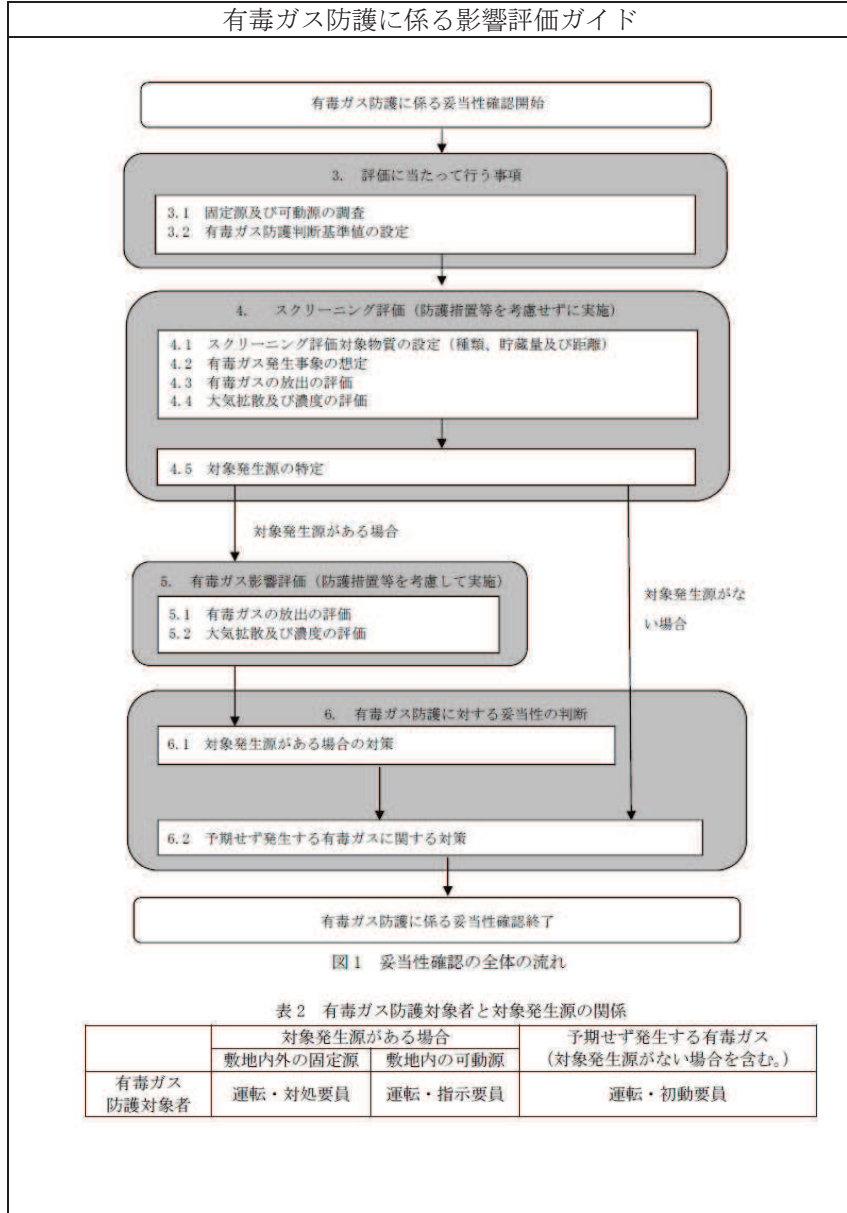 有毒ガス防護に係る影響評価ガイド
有毒ガス防護に係る妥当性確認開始
3. 評価に当たって行う事項
3.1 固定源及び可動源の調査
3.2 有毒ガス防護判断基準値の設定
4. スクリーニング評価(防護措置等を考慮せずに実施)
4.1 スクリーニング評価対象物質の設定(種類、貯蔵量及び距離)
4.2 有毒ガス発生事象の想定
4.3 有毒ガスの放出の評価
4.4 大気拡散及び濃度の評価
4.5 対象発生源の特定
対象発生源がある場合
5. 有毒ガス影響評価(防護措置等を考慮して実施)
5.1 有毒ガスの放出の評価
5.2 大気拡散及び濃度の評価
対象発生源がな
い場合
6. 有毒ガス防護に対する妥当性の判断
6.1 対象発生源がある場合の対策
6.2 予期せず発生する有毒ガスに関する対策
有毒ガス防護に係る妥当性確認終了
図1 妥当性確認の全体の流れ
表2 有毒ガス防護対象者と対象発生源の関係
対象発生源がある場合
予期せず発生する有毒ガス
(対象発生源がない場合を含む。)
敷地内外の固定源
敷地内の可動源
有毒ガス
防護対象者
運転・対処要員
運転・指示要員
運転・初動要員